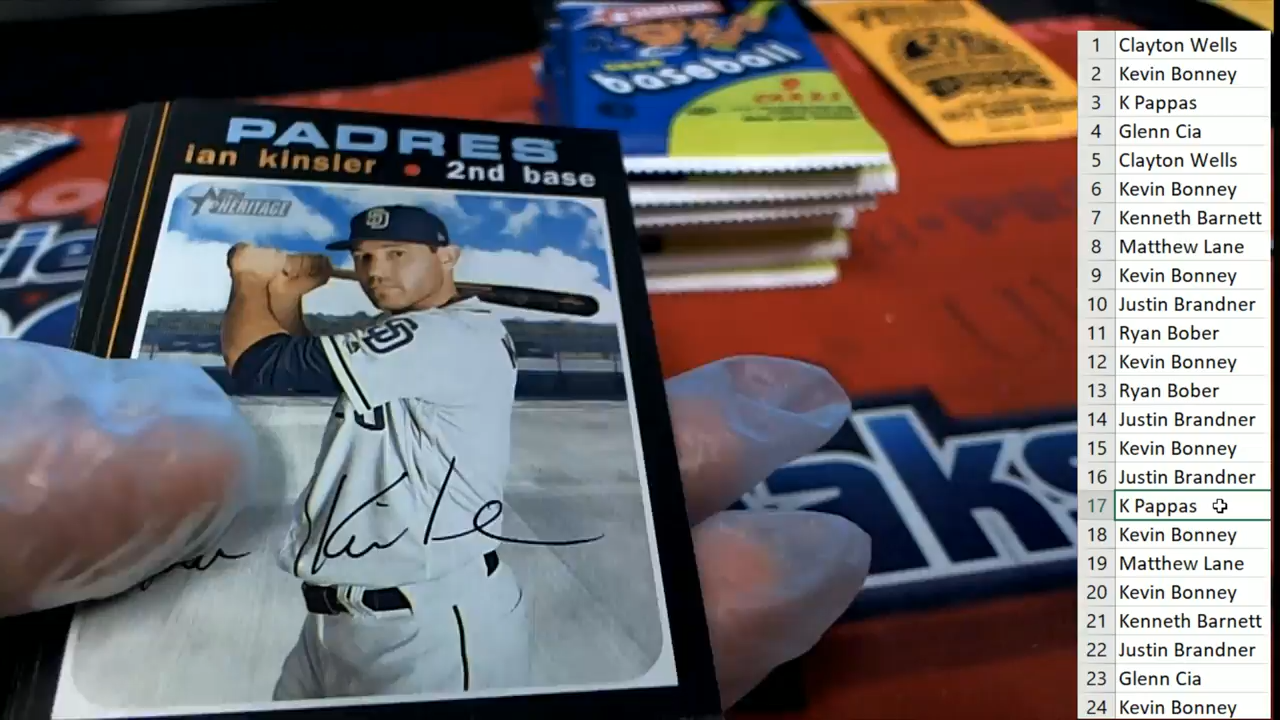 PADRES
ian kinsler • 2nd base
Topps HERITAGE
SD
baseball
aks
1 Clayton Wells
2 Kevin Bonney
3 K Pappas
4 Glenn Cia
5 Clayton Wells
6 Kevin Bonney
7 Kenneth Barnett
8 Matthew Lane
9 Kevin Bonney
10 Justin Brandner
11 Ryan Bober
12 Kevin Bonney
13 Ryan Bober
14 Justin Brandner
15 Kevin Bonney
16 Justin Brandner
17 K Pappas
18 Kevin Bonney
19 Matthew Lane
20 Kevin Bonney
21 Kenneth Barnett
22 Justin Brandner
23 Glenn Cia
24 Kevin Bonney